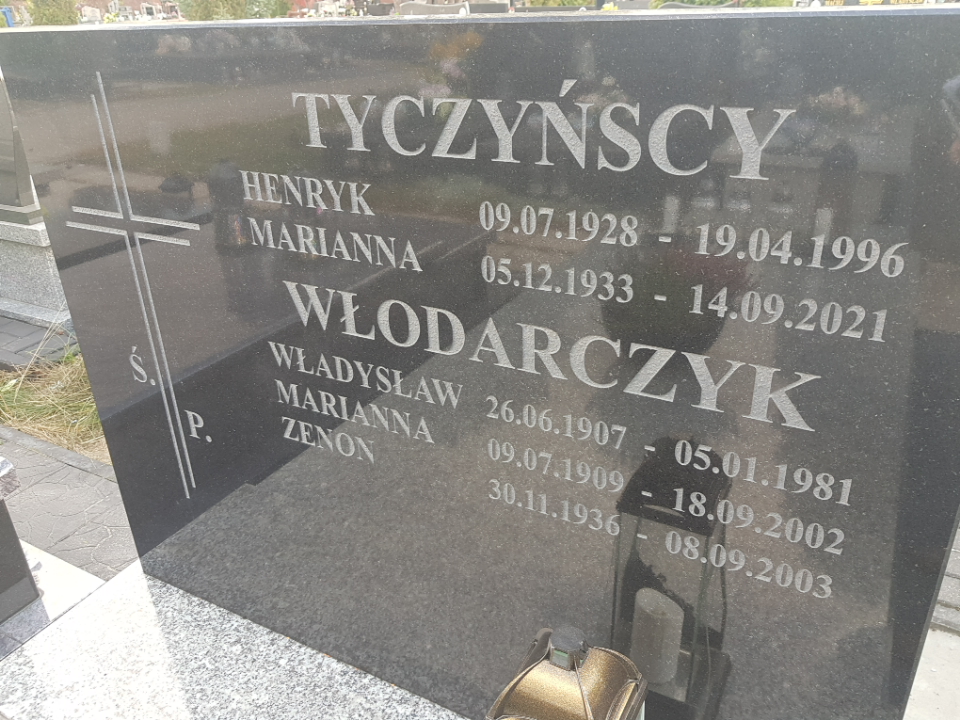 TYCZYŃSCY
HENRYK 09.07.1928 - 19.04.1996
MARIANNA 05.12.1933 - 14.09.2021
WŁODARCZYK
WŁADYSŁAW 26.06.1907 - 05.01.1981
MARIANNA 09.07.1909 - 18.09.2002
ZENON 30.11.1936 - 08.09.2003
Ś. P.